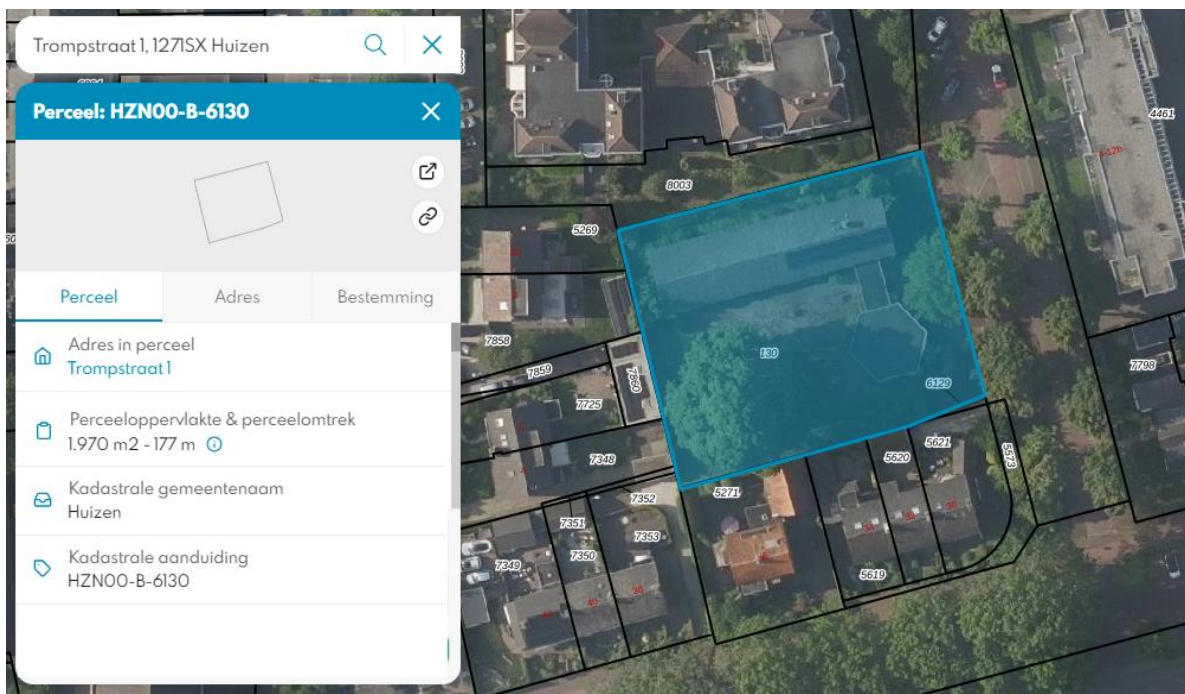 Trompstraat 1, 1271SX Huizen
Perceel: HZN00-B-6130
Perceel
Adres
Bestemming
Adres in perceel
Trompstraat 1
Perceeloppervlakte & perceelomtrek
1.970 m2 - 177 m
Kadastrale gemeentenaam
Huizen
Kadastrale aanduiding
HZN00-B-6130
4461
8003
5269
130
7858
7859
7860
7725
7798
6129
5621
5620
5573
7348
5271
7352
7351
7353
7350
7349
5619
40